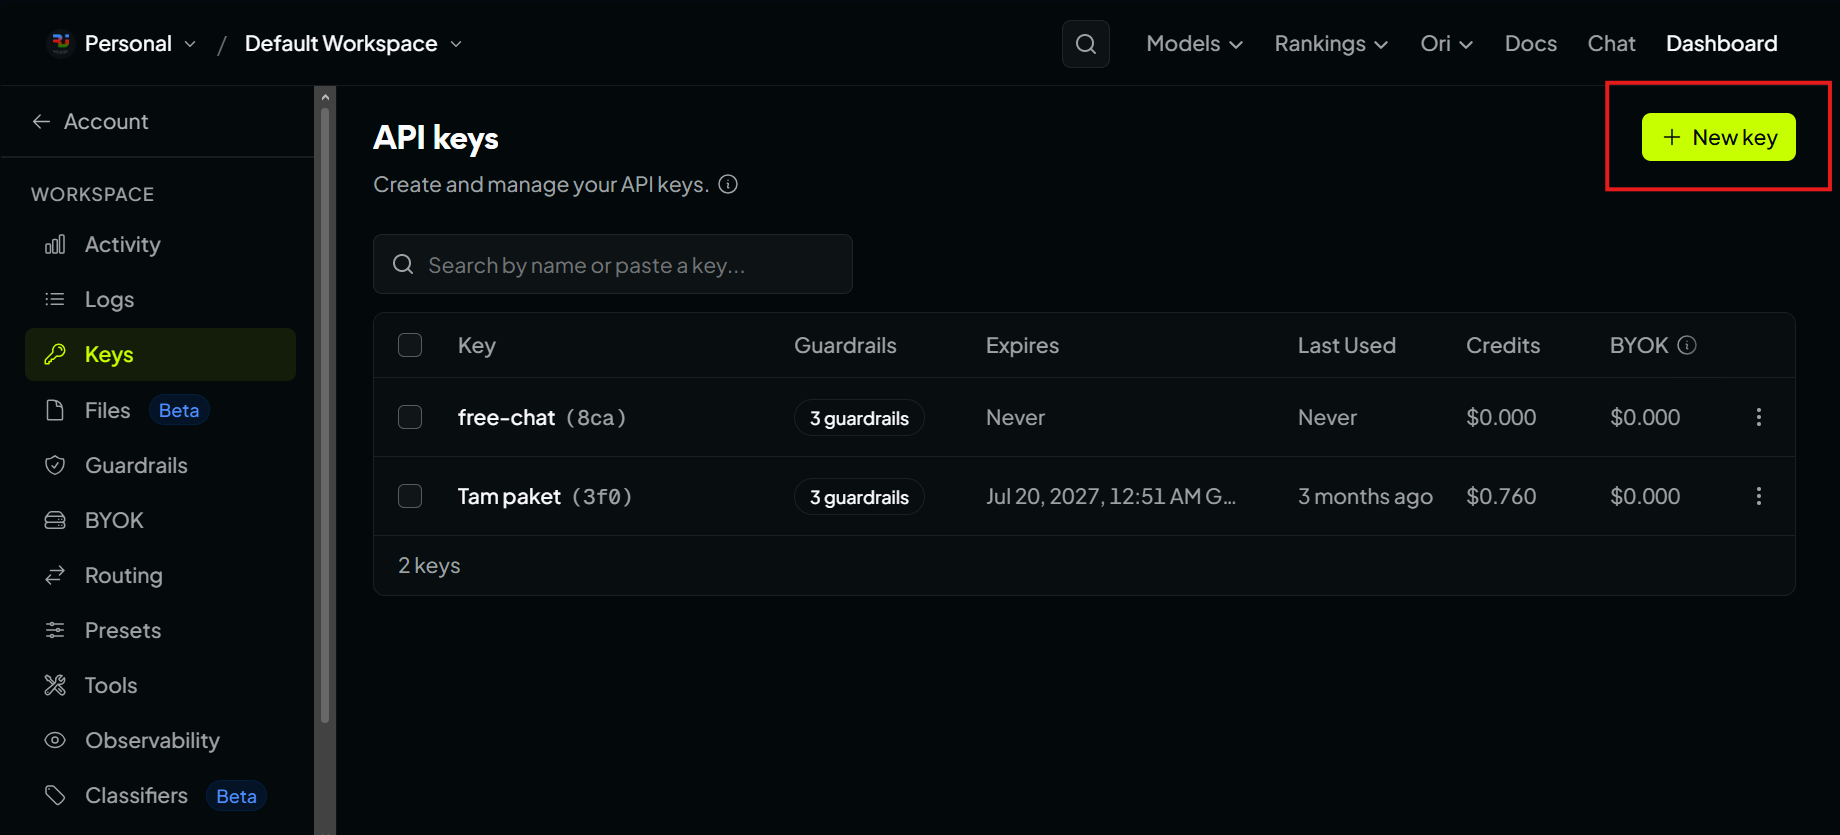 Personal / Default Workspace
Models Rankings Ori Docs Chat Dashboard
Account
WORKSPACE
Activity
Logs
Keys
Files Beta
Guardrails
BYOK
Routing
Presets
Tools
Observability
Classifiers Beta
API keys
+ New key
Create and manage your API keys.
Search by name or paste a key...
Key Guardrails Expires Last Used Credits BYOK
free-chat (8ca) 3 guardrails Never Never $0.000 $0.000
Tam paket (3f0) 3 guardrails Jul 20, 2027, 12:51 AM G... 3 months ago $0.760 $0.000
2 keys